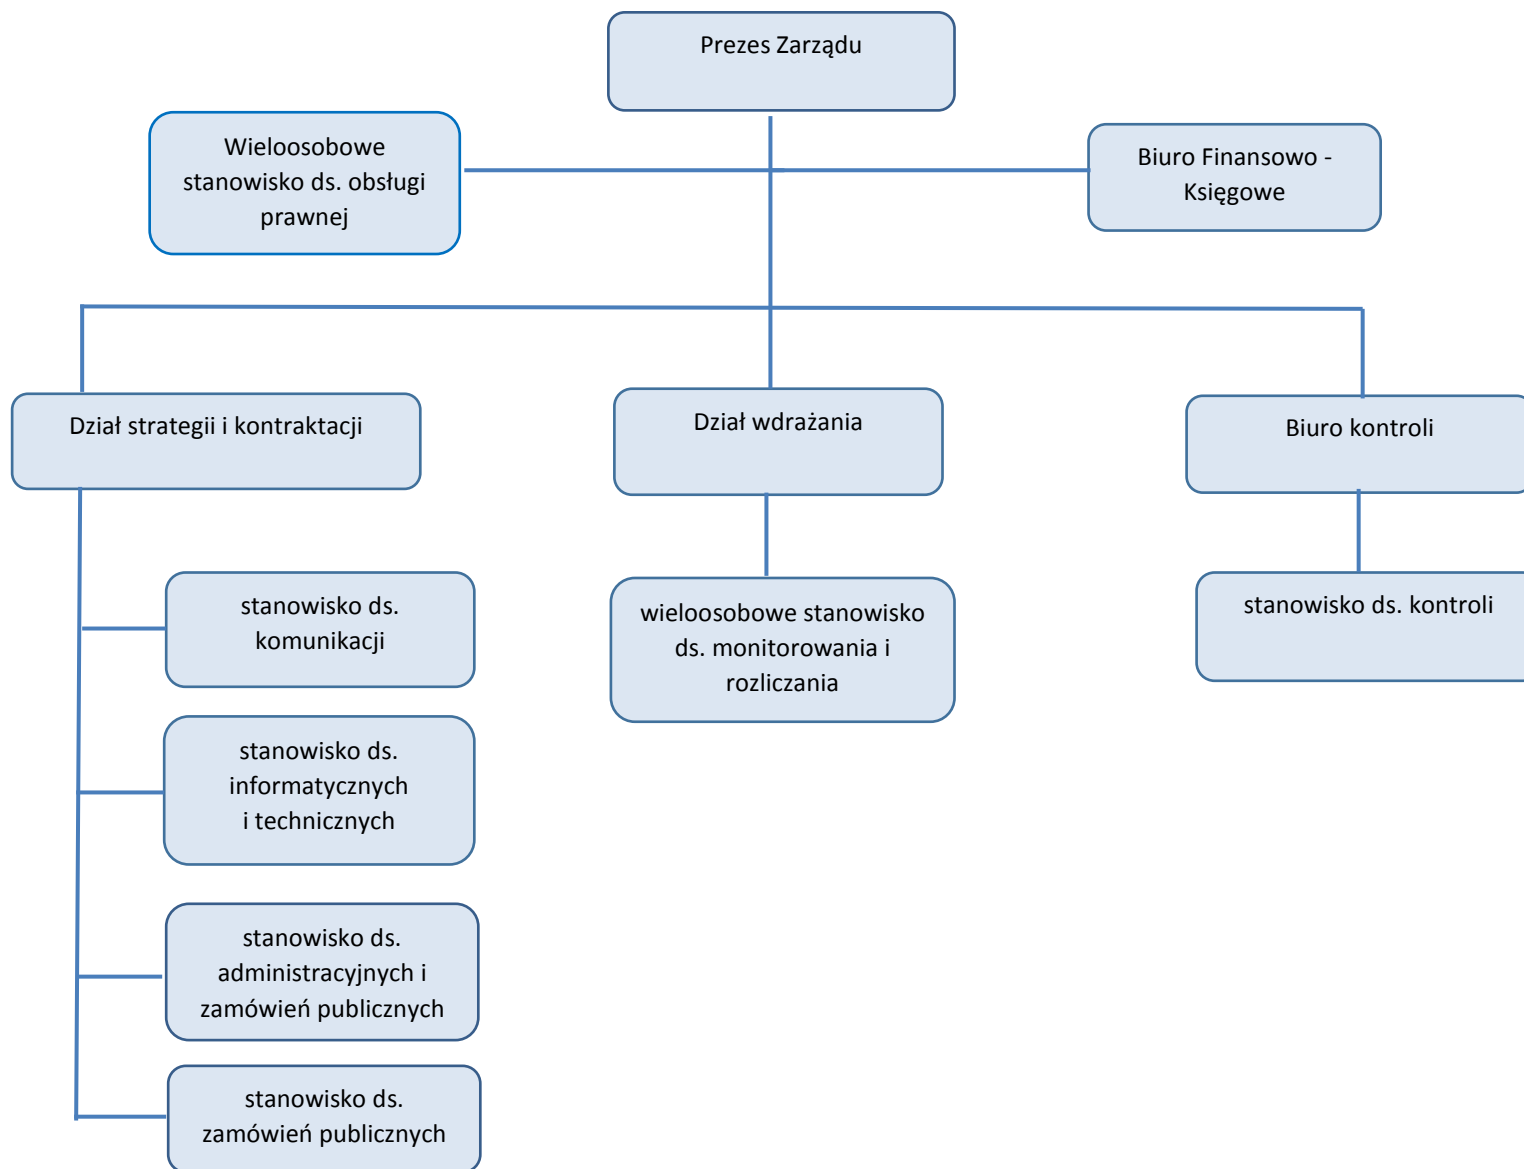 Prezes Zarządu
Wieloosobowe
stanowisko ds. obsługi
prawnej
Biuro Finansowo -
Księgowe
Dział strategii i kontraktacji
Dział wdrażania
Biuro kontroli
stanowisko ds.
komunikacji
wieloosobowe stanowisko
ds. monitorowania i
rozliczania
stanowisko ds. kontroli
stanowisko ds.
informatycznych
i technicznych
stanowisko ds.
administracyjnych i
zamówień publicznych
stanowisko ds.
zamówień publicznych